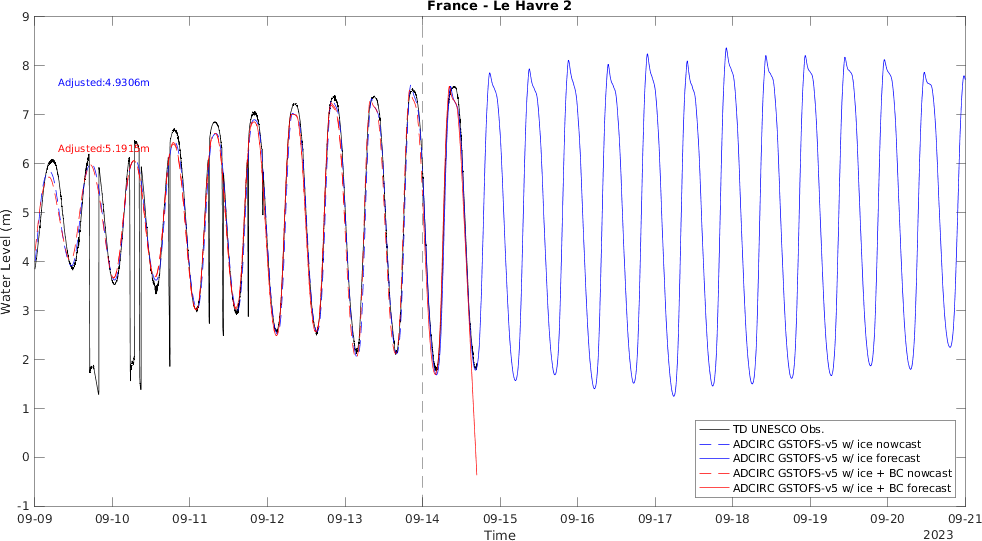 France - Le Havre 2
9
8
7
6
5
4
3
2
1
0
-1
Water Level (m)
Adjusted:4.9306m
Adjusted:5.1915m
TD UNESCO Obs.
ADCIRC GSTOFS-v5 w/ ice nowcast
ADCIRC GSTOFS-v5 w/ ice forecast
ADCIRC GSTOFS-v5 w/ ice + BC nowcast
ADCIRC GSTOFS-v5 w/ ice + BC forecast
09-09 09-10 09-11 09-12 09-13 09-14 09-15 09-16 09-17 09-18 09-19 09-20 09-21
Time
2023